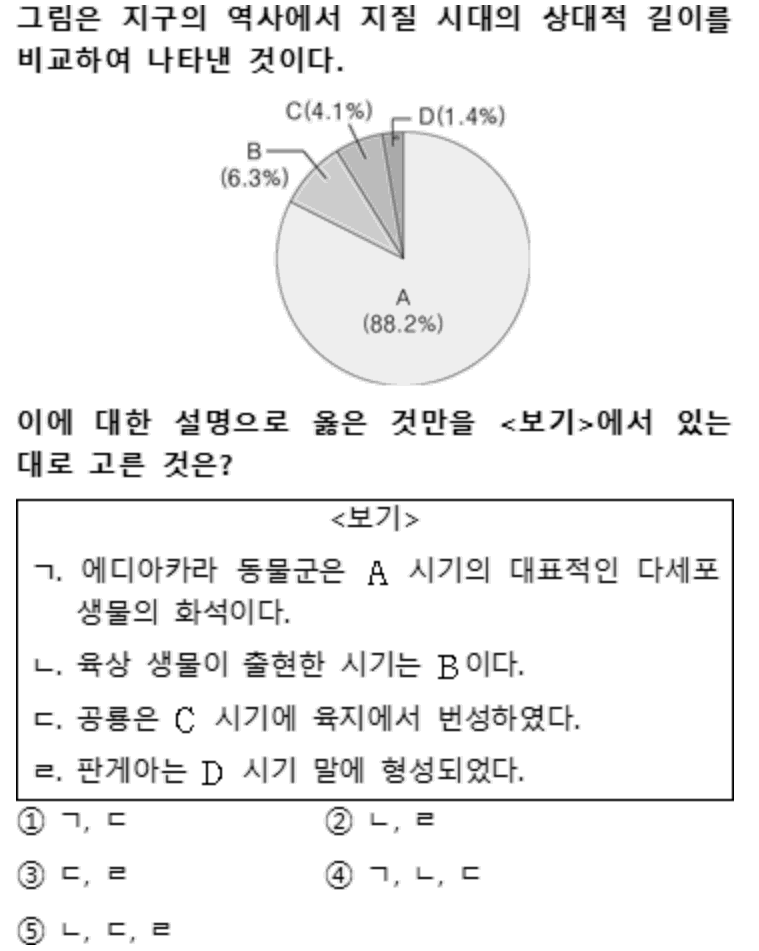 그림은 지구의 역사에서 지질 시대의 상대적 길이를
비교하여 나타낸 것이다.
C(4.1%)
D(1.4%)
B
(6.3%)
A
(88.2%)
이에 대한 설명으로 옳은 것만을 <보기>에서 있는
대로 고른 것은?
<보기>
ㄱ. 에디아카라 동물군은 A 시기의 대표적인 다세포
생물의 화석이다.
ㄴ. 육상 생물이 출현한 시기는 B이다.
ㄷ. 공룡은 C 시기에 육지에서 번성하였다.
ㄹ. 판게아는 D 시기 말에 형성되었다.
① ㄱ, ㄷ ② ㄴ, ㄹ
③ ㄷ, ㄹ ④ ㄱ, ㄴ, ㄷ
⑤ ㄴ, ㄷ, ㄹ